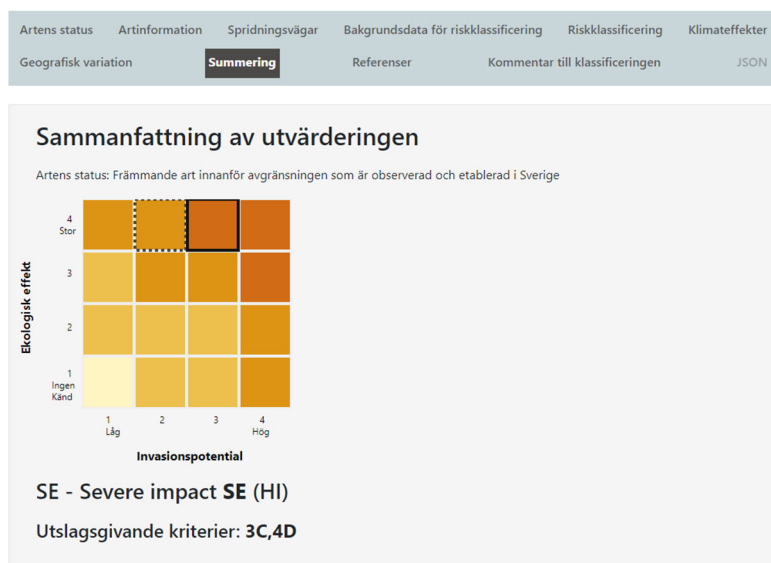 Artens status Artinformation Spridningsvägar Bakgrundsdata för riskklassificering Riskklassificering Klimateffekter
Geografisk variation Summering Referenser Kommentar till klassificeringen JSON
Sammanfattning av utvärderingen
Artens status: Främmande art innanför avgränsningen som är observerad och etablerad i Sverige
4
Stor
3
Ekologisk effekt
2
1
Ingen
Känd
1 2 3 4
Låg Hög
Invasionspotential
SE - Severe impact SE (HI)
Utslagsgivande kriterier: 3C,4D